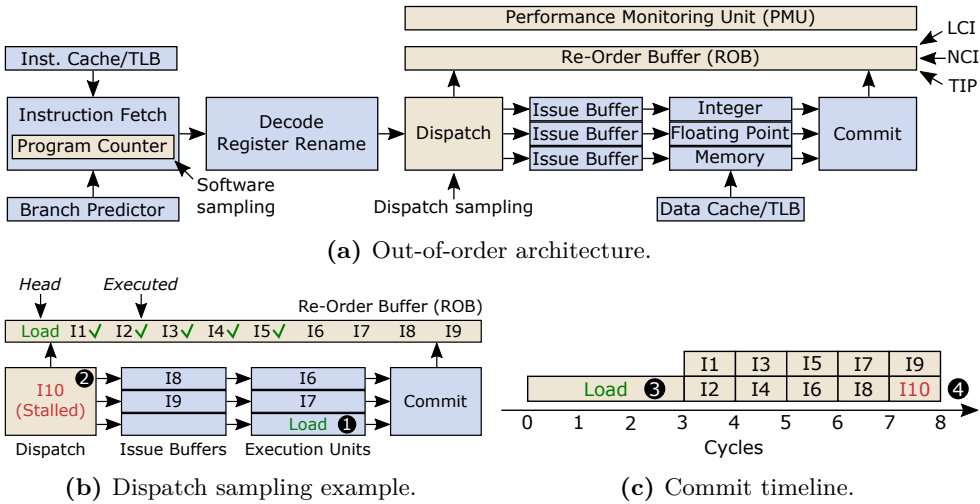 Performance Monitoring Unit (PMU)
LCI
Inst. Cache/TLB
Re-Order Buffer (ROB)
NCI
TIP
Instruction Fetch
Program Counter
Decode
Register Rename
Dispatch
Issue Buffer
Integer
Issue Buffer
Floating Point
Issue Buffer
Memory
Commit
Software
sampling
Branch Predictor
Dispatch sampling
Data Cache/TLB
(a) Out-of-order architecture.
Head
Executed
Re-Order Buffer (ROB)
Load I1✓ I2✓ I3✓ I4✓ I5✓ I6 I7 I8 I9
I10
(Stalled)
2
I8
I6
I9
I7
Load 1
Commit
Dispatch
Issue Buffers
Execution Units
(b) Dispatch sampling example.
I1 I3 I5 I7 I9
Load 3 I2 I4 I6 I8 I10 4
0 1 2 3 4 5 6 7 8
Cycles
(c) Commit timeline.